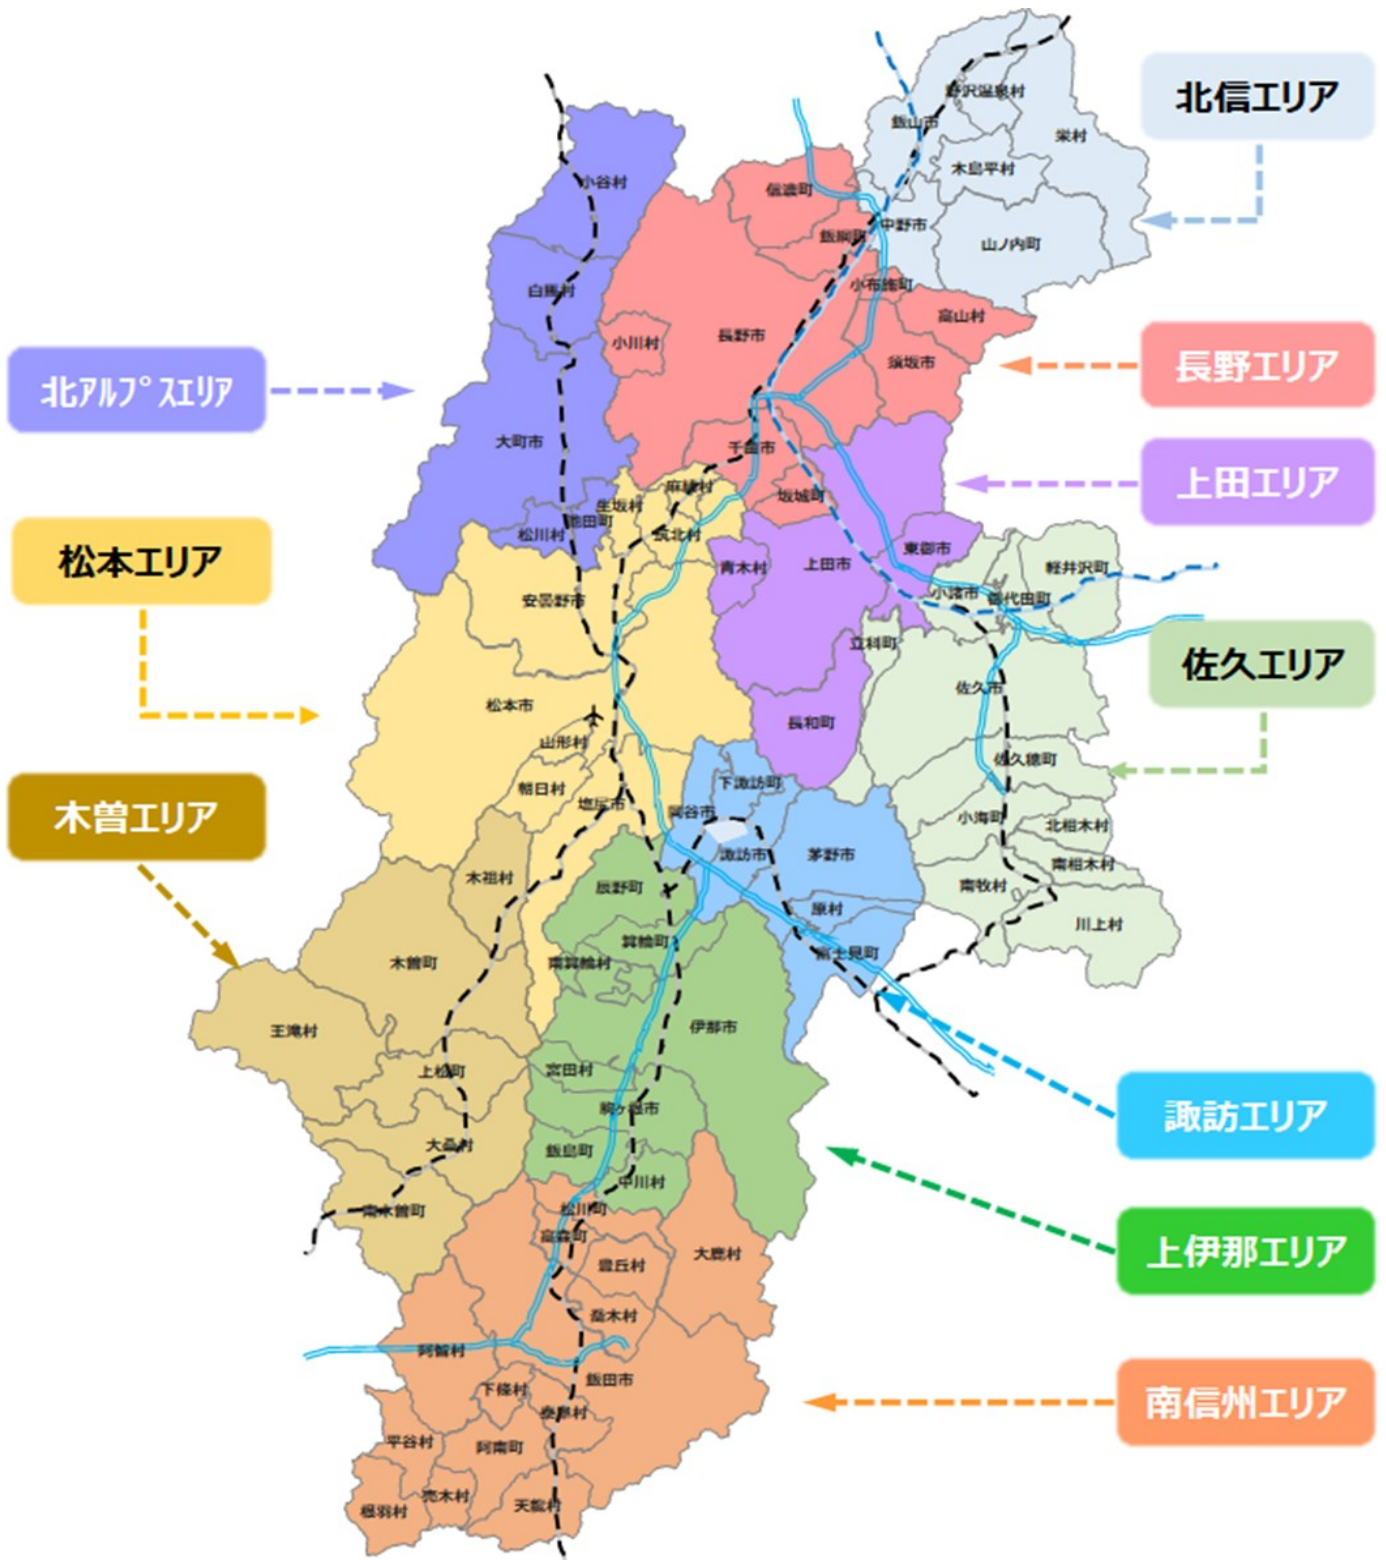 野沢温泉村
北信エリア
飯山市
栄村
木島平村
小谷村
信濃町
中野市
飯綱町
山ノ内町
小布施町
白馬村
高山村
長野市
小川村
須坂市
長野エリア
北ｱﾙﾌﾟｽエリア
大町市
千曲市
上田エリア
麻績村
坂城町
生坂村
池田町
松川村
筑北村
東御市
松本エリア
青木村
上田市
軽井沢町
安曇野市
小諸市
御代田町
立科町
佐久エリア
佐久市
松本市
長和町
山形村
佐久穂町
下諏訪町
朝日村
塩尻市
岡谷市
小海町
北相木村
木曽エリア
諏訪市
茅野市
南相木村
木祖村
辰野町
南牧村
原村
川上村
箕輪町
富士見町
木曽町
南箕輪村
王滝村
伊那市
上松町
宮田村
駒ヶ根市
諏訪エリア
大桑村
飯島町
中川村
南木曽町
松川町
高森町
上伊那エリア
大鹿村
豊丘村
喬木村
阿智村
飯田市
下條村
南信州エリア
泰阜村
平谷村
阿南町
売木村
天龍村
根羽村